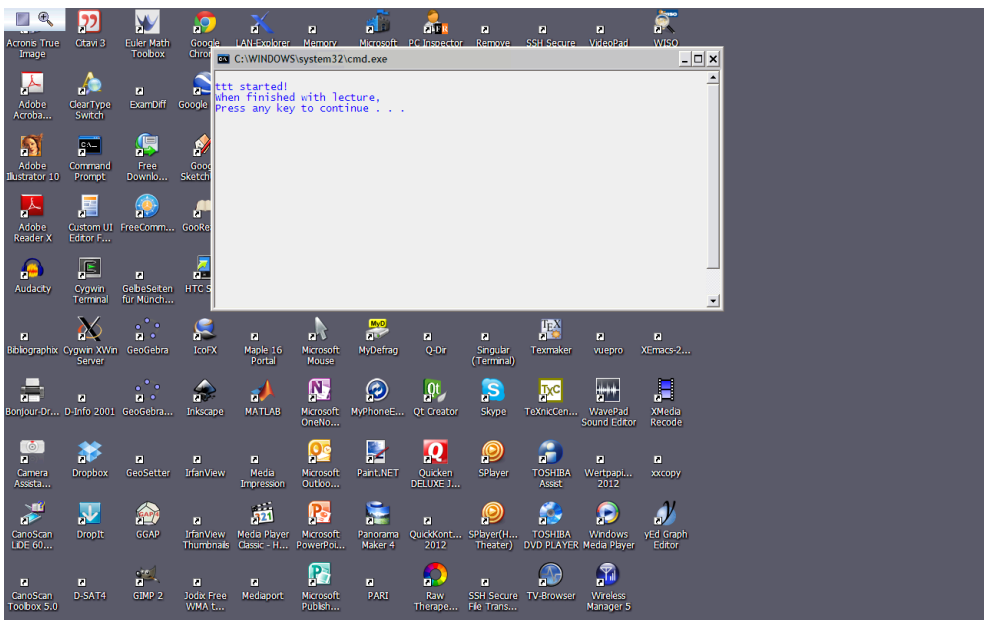 Acronis True
Image
Citavi 3
Euler Math
Toolbox
Google
Chro
LAN-Explorer
Memory
Microsoft
PC Inspector
Remove
SSH Secure
VideoPad
WISO
C:\WINDOWS\system32\cmd.exe
ttt started!
When finished with lecture,
Press any key to continue . . .
Adobe
Acroba...
ClearType
Switch
ExamDiff
Google
Adobe
Illustrator 10
Command
Prompt
Free
Downlo...
Goog
Sketch
Adobe
Reader X
Custom UI
Editor F...
FreeComm...
GooRe
Audacity
Cygwin
Terminal
GelbeSeiten
für Münch...
HTC S
Bibliographix
Cygwin XWin
Server
GeoGebra
IcoFX
Maple 16
Portal
Microsoft
Mouse
MyDefrag
Q-Dir
Singular
(Terminal)
Texmaker
vuepro
XEmacs-2...
Bonjour-Dr...
D-Info 2001
GeoGebra...
Inkscape
MATLAB
Microsoft
OneNo...
MyPhoneE...
Qt Creator
Skype
TeXnicCen...
WavePad
Sound Editor
XMedia
Recode
Camera
Assista...
Dropbox
GeoSetter
IrfanView
Media
Impression
Microsoft
Outloo...
Paint.NET
Quicken
DELUXE J...
SPlayer
TOSHIBA
Assist
Wertpapi...
2012
xxcopy
CanoScan
LiDE 60...
DropIt
GGAP
IrfanView
Thumbnails
Media Player
Classic - H...
Microsoft
PowerPoi...
Panorama
Maker 4
QuickKont...
2012
SPlayer(H...
Theater)
TOSHIBA
DVD PLAYER
Windows
Media Player
yEd Graph
Editor
CanoScan
Toolbox 5.0
D-SAT4
GIMP 2
Jodix Free
WMA t...
Mediaport
Microsoft
Publish...
PARI
Raw
Therape...
SSH Secure
File Trans...
TV-Browser
Wireless
Manager 5